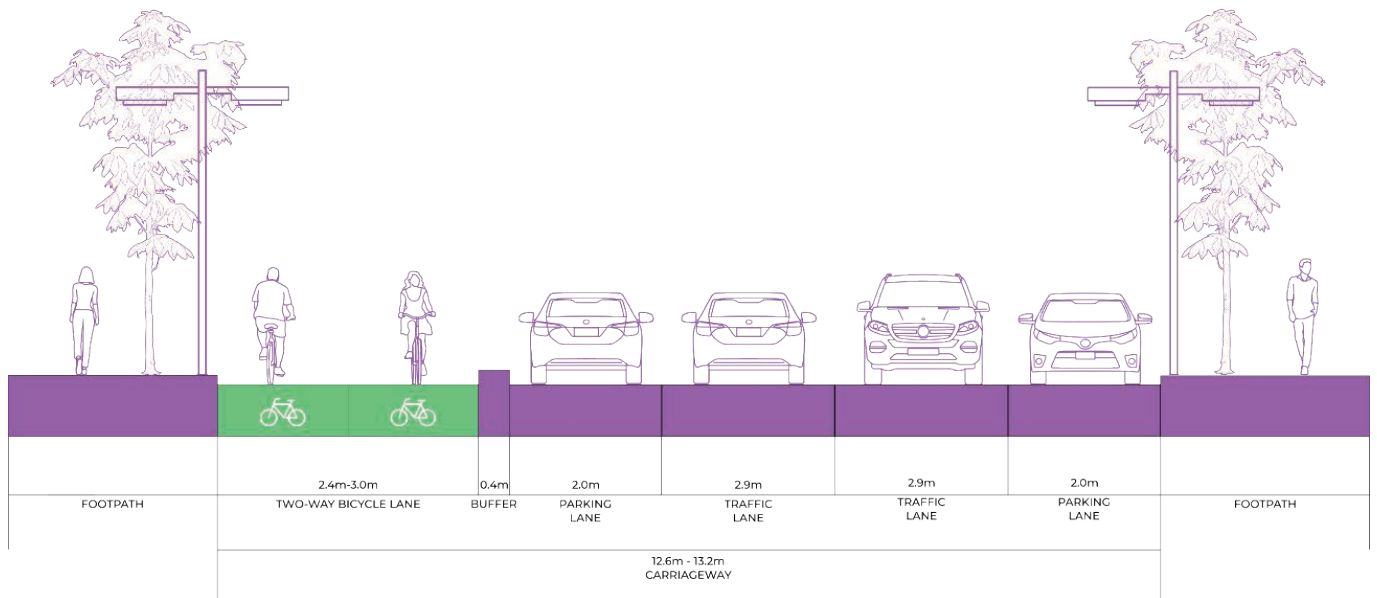 2.4m-3.0m
0.4m
2.0m
2.9m
2.9m
2.0m
FOOTPATH
TWO-WAY BICYCLE LANE
BUFFER
PARKING
LANE
TRAFFIC
LANE
TRAFFIC
LANE
PARKING
LANE
FOOTPATH
12.6m - 13.2m
CARRIAGEWAY